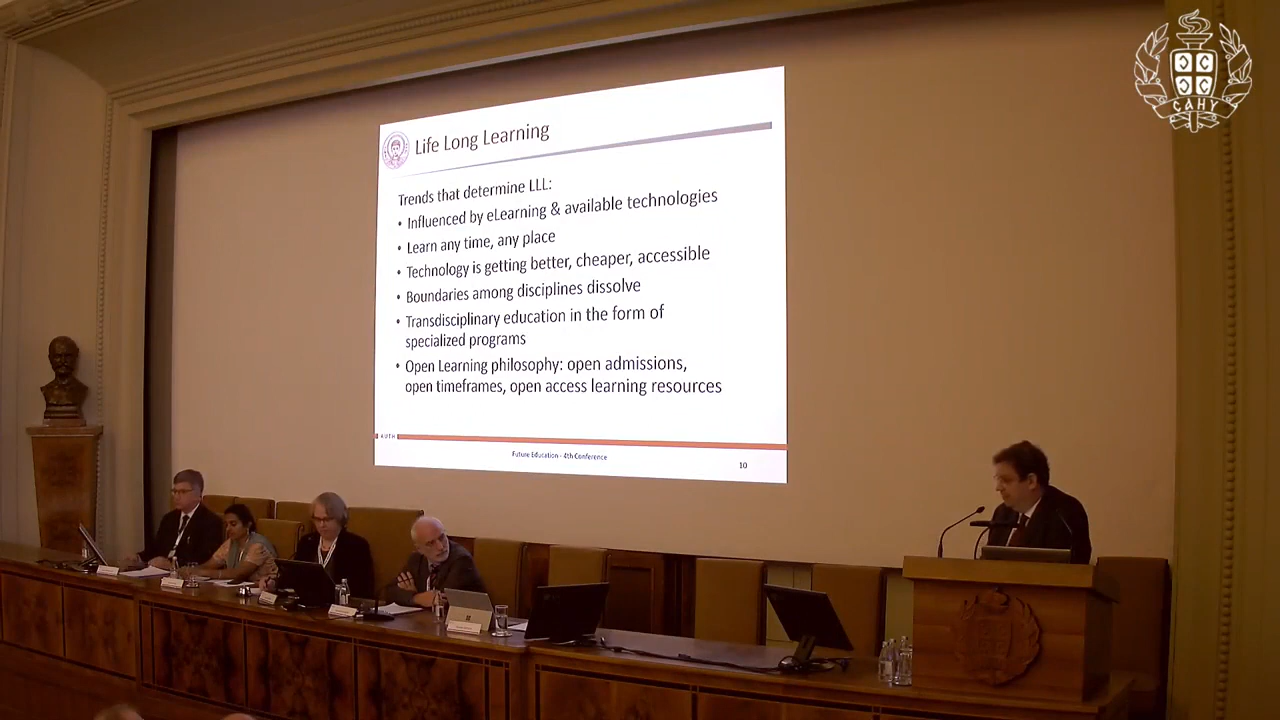 САНУ
Life Long Learning
Trends that determine LLL:
• Influenced by eLearning & available technologies
• Learn any time, any place
• Technology is getting better, cheaper, accessible
• Boundaries among disciplines dissolve
• Transdisciplinary education in the form of
specialized programs
• Open Learning philosophy: open admissions,
open timeframes, open access learning resources
AUTH
Future Education - 4th Conference
10